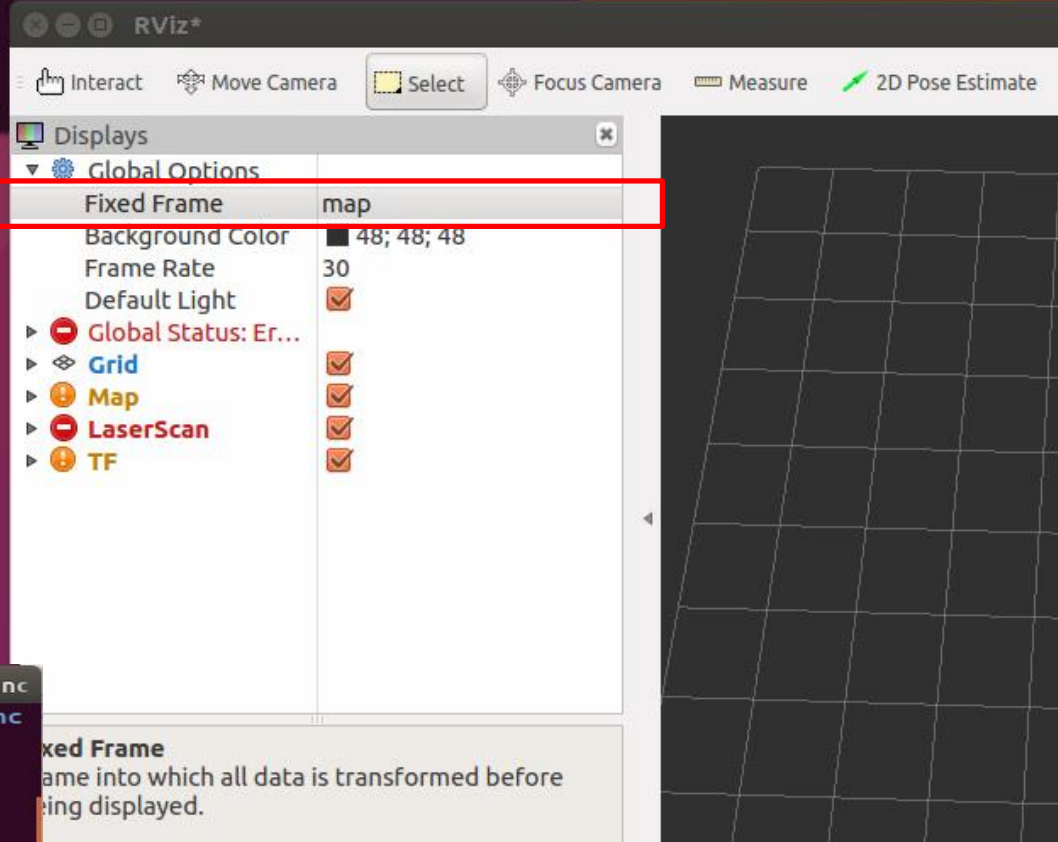 RViz*
Interact Move Camera Select Focus Camera Measure 2D Pose Estimate
Displays
Global Options
Fixed Frame map
Background Color 48; 48; 48
Frame Rate 30
Default Light
Global Status: Er...
Grid
Map
LaserScan
TF
nc
nc
xed Frame
ame into which all data is transformed before
eing displayed.